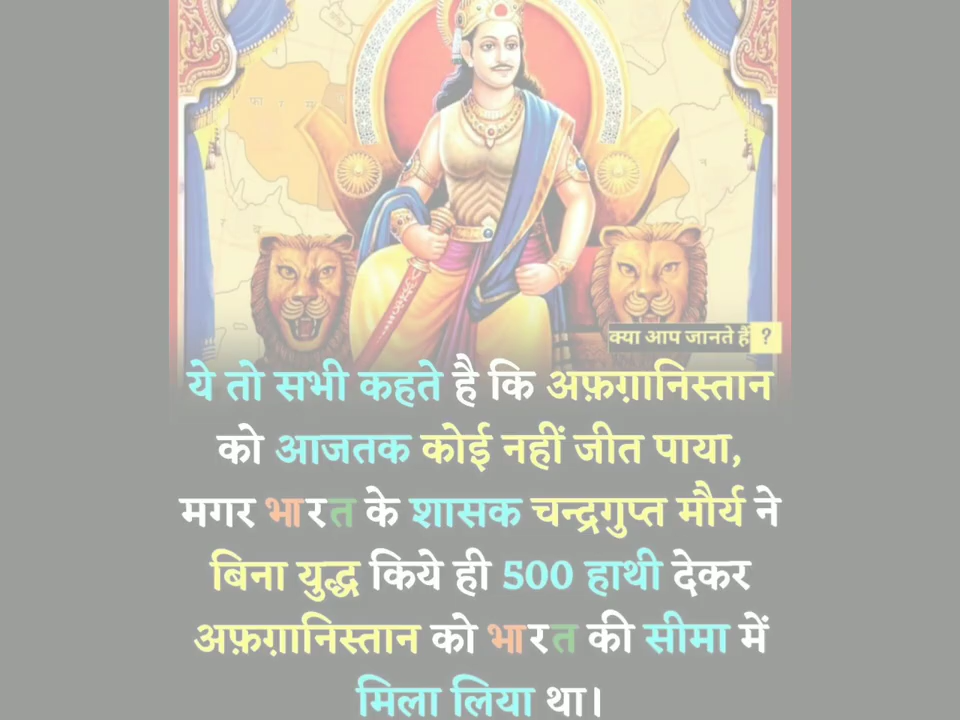 क्या आप जानते हैं ?
ये तो सभी कहते है कि अफ़ग़ानिस्तान
को आजतक कोई नहीं जीत पाया,
मगर भारत के शासक चन्द्रगुप्त मौर्य ने
बिना युद्ध किये ही 500 हाथी देकर
अफ़ग़ानिस्तान को भारत की सीमा में
मिला लिया था।